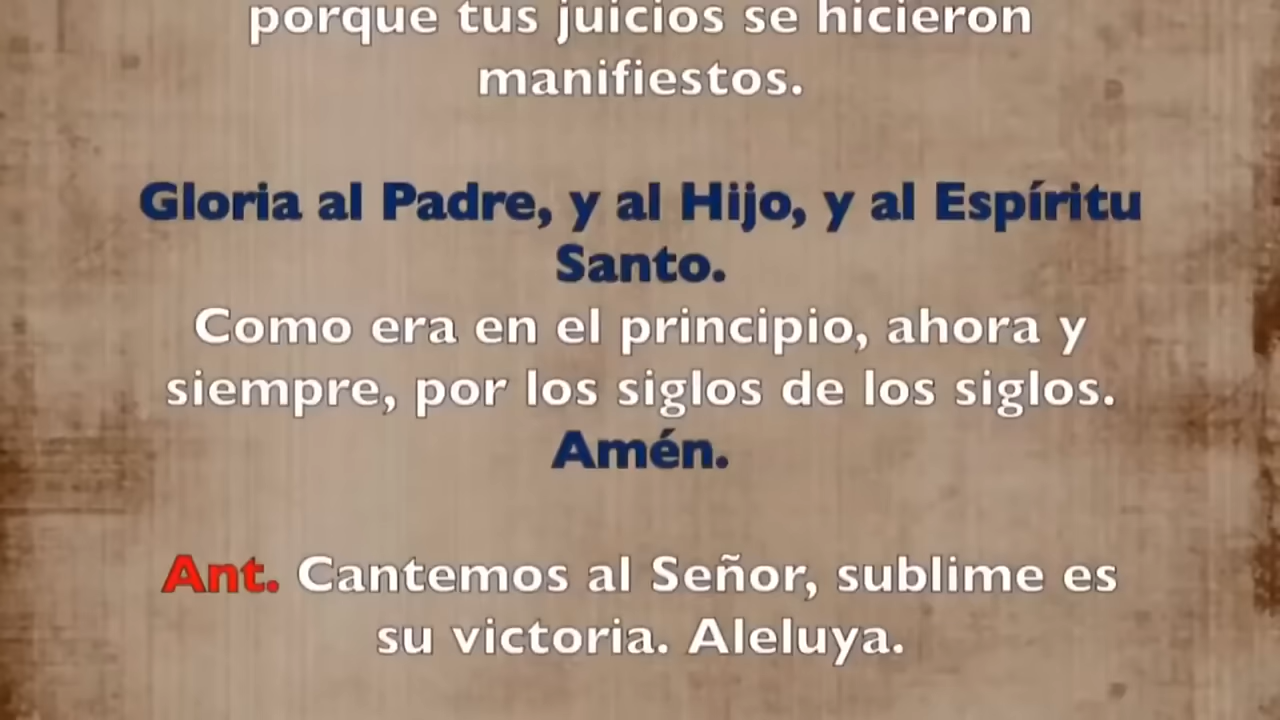 porque tus juicios se hicieron
manifiestos.
Gloria al Padre, y al Hijo, y al Espíritu
Santo.
Como era en el principio, ahora y
siempre, por los siglos de los siglos.
Amén.
Ant. Cantemos al Señor, sublime es
su victoria. Aleluya.